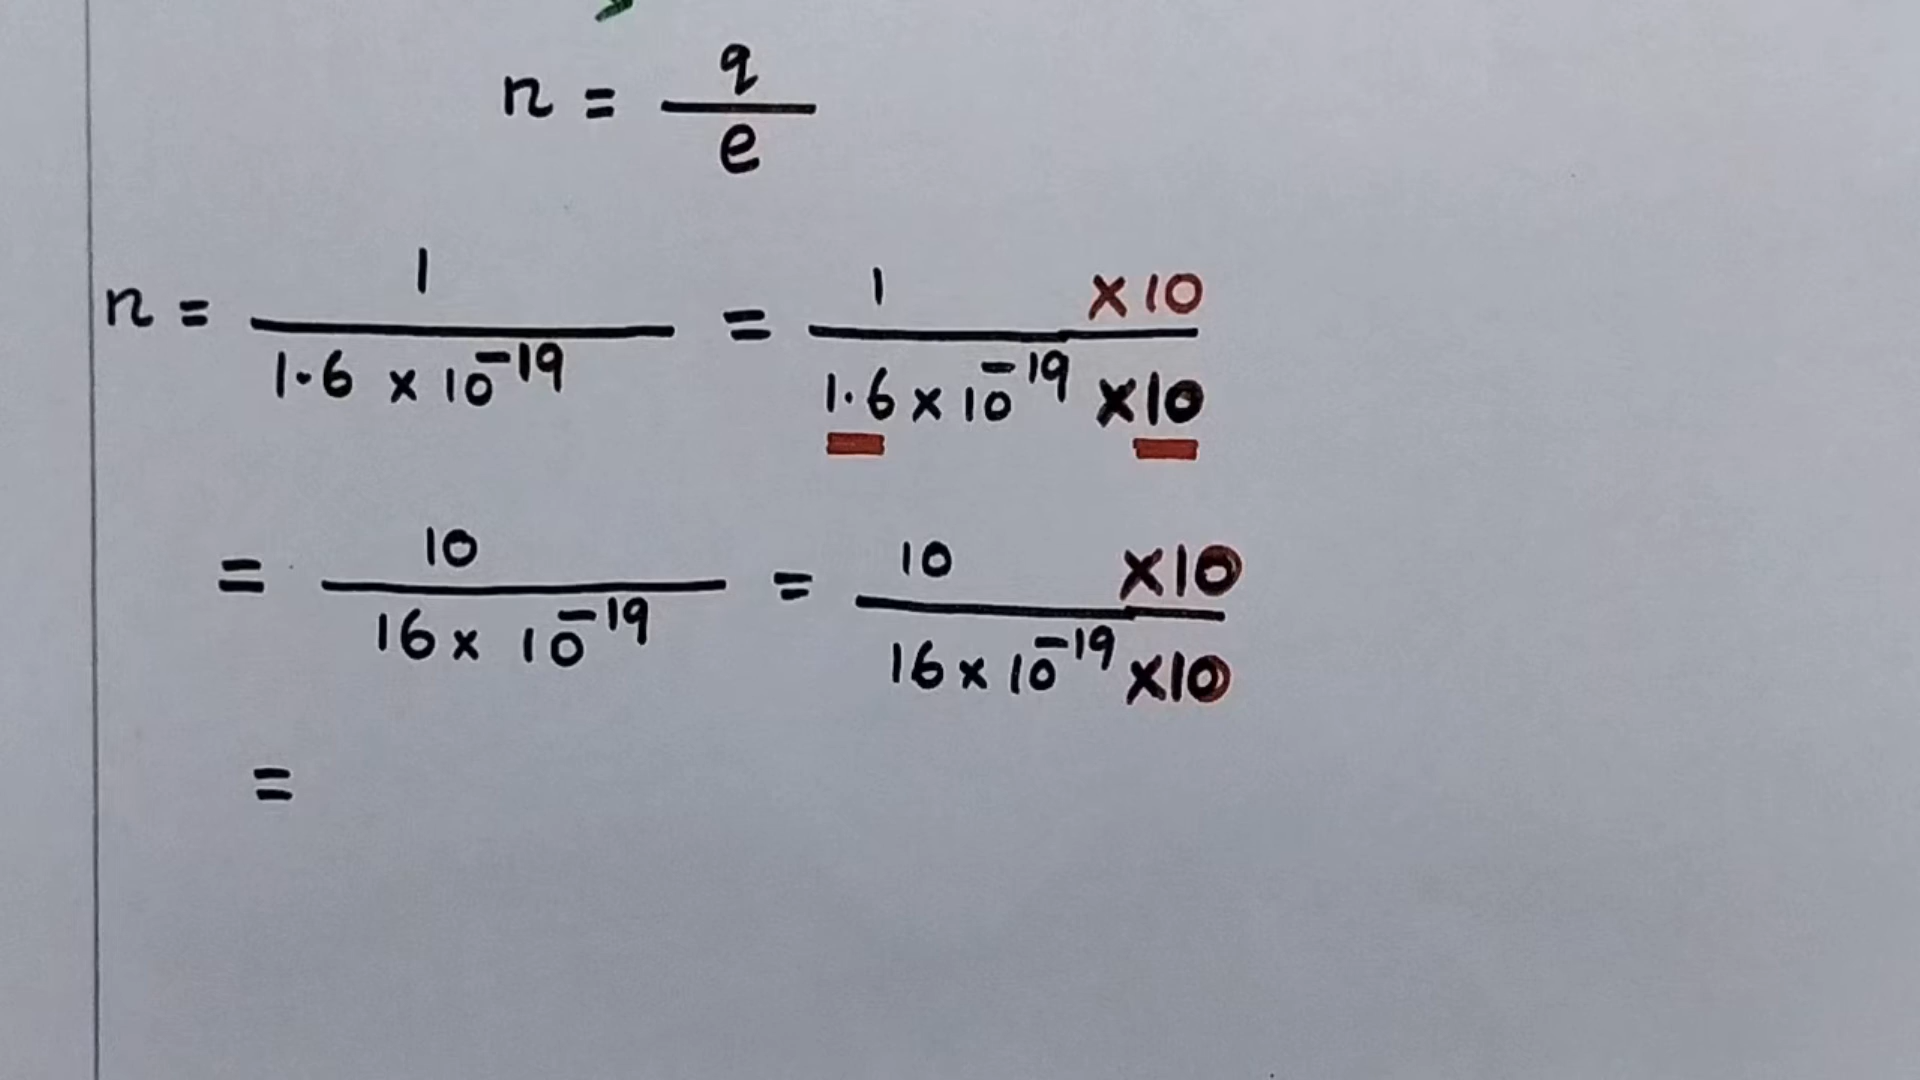 n = q/e
n = 1/(1.6 × 10⁻¹⁹) = (1 ×10)/(1.6 × 10⁻¹⁹ ×10)
= 10/(16 × 10⁻¹⁹) = (10 ×10)/(16 × 10⁻¹⁹ ×10)
=